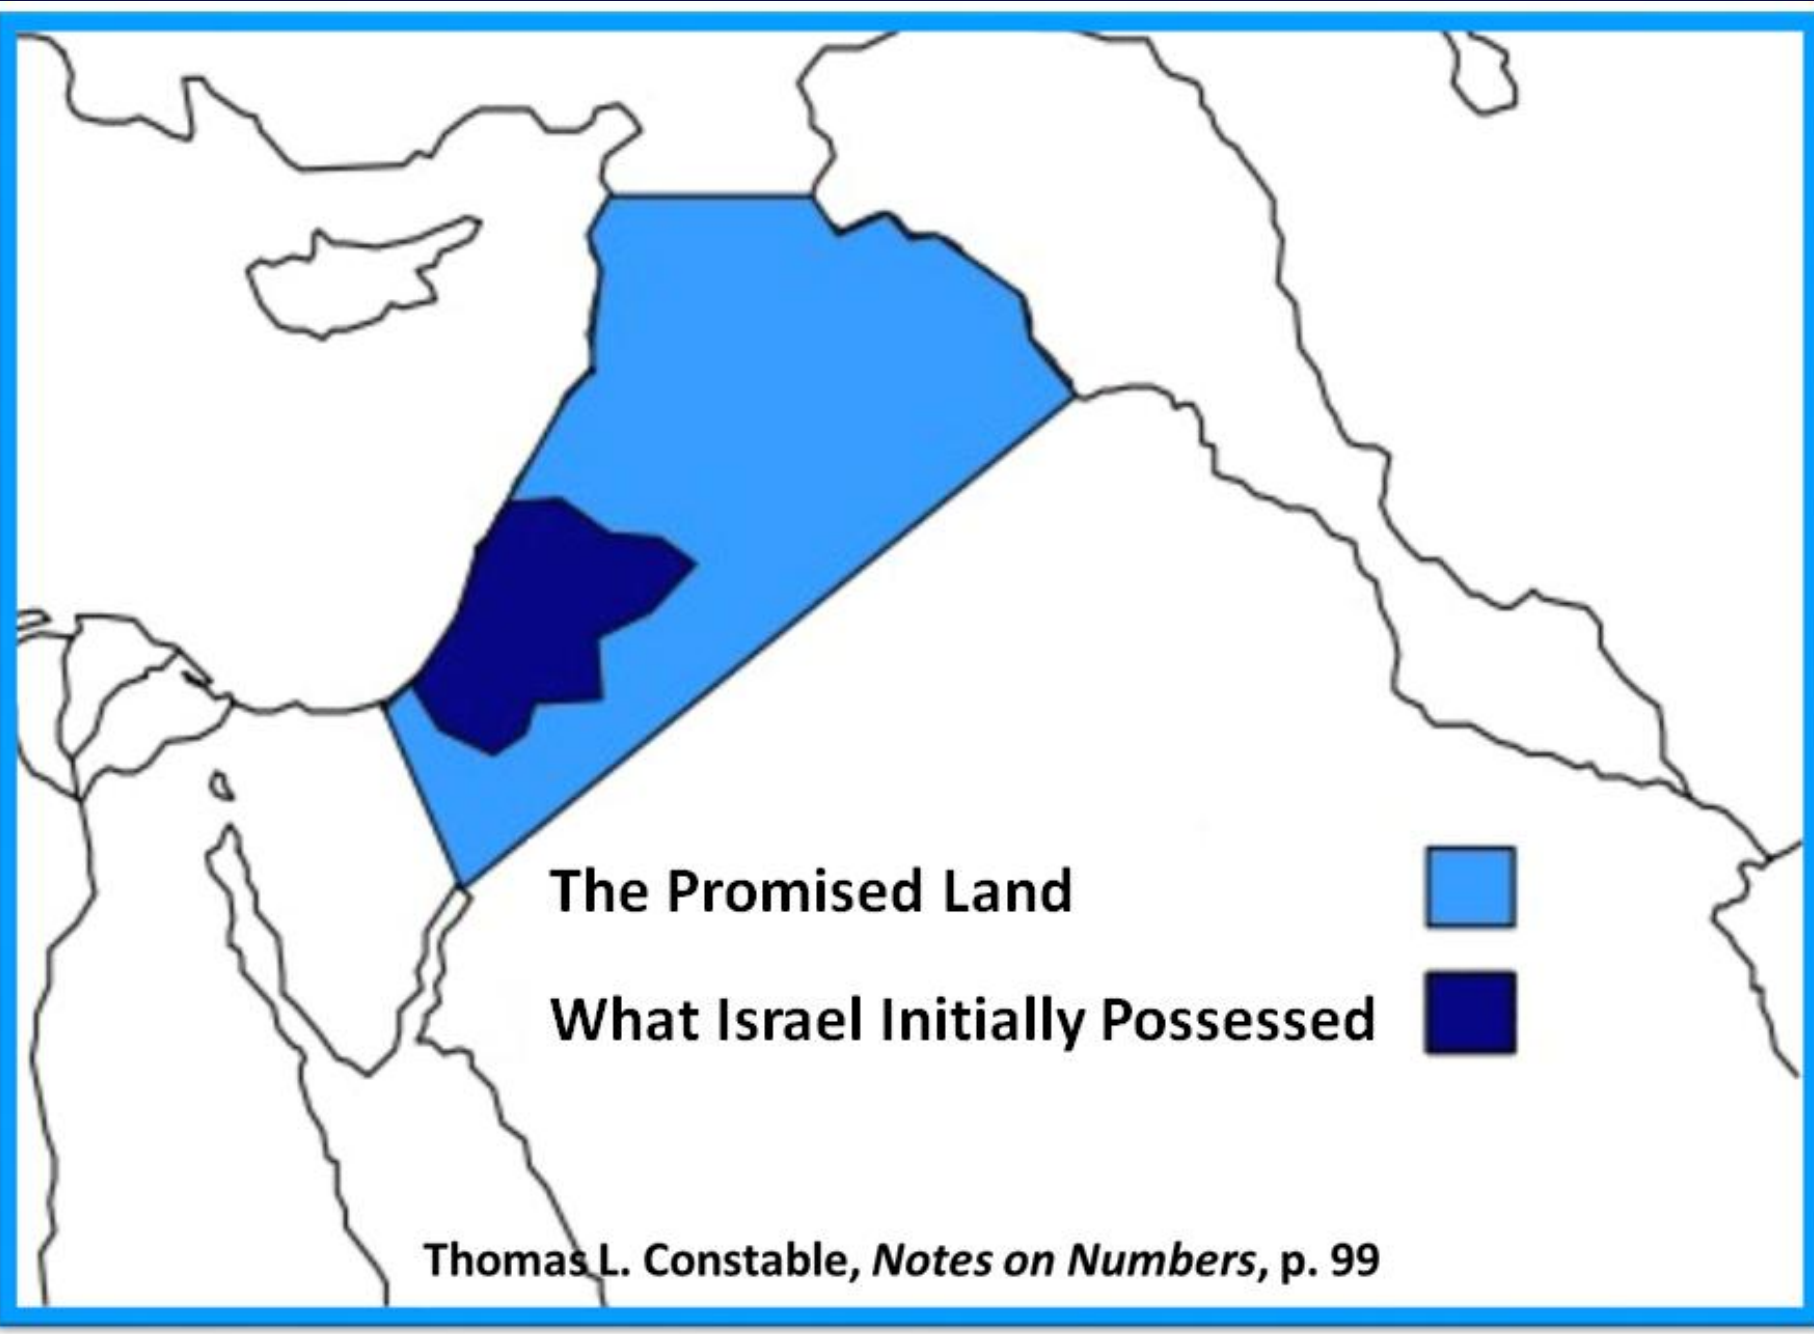 The Promised Land
What Israel Initially Possessed
Thomas L. Constable, Notes on Numbers, p. 99